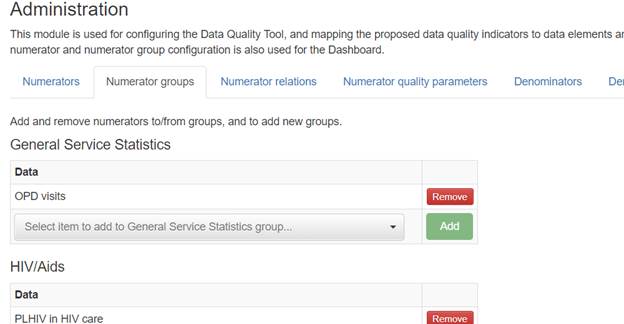 Administration
This module is used for configuring the Data Quality Tool, and mapping the proposed data quality indicators to data elements
numerator and numerator group configuration is also used for the Dashboard.
Numerators Numerator groups Numerator relations Numerator quality parameters Denominators
Add and remove numerators to/from groups, and to add new groups.
General Service Statistics
Data
OPD visits Remove
Select item to add to General Service Statistics group... Add
HIV/Aids
Data
PLHIV in HIV care Remove